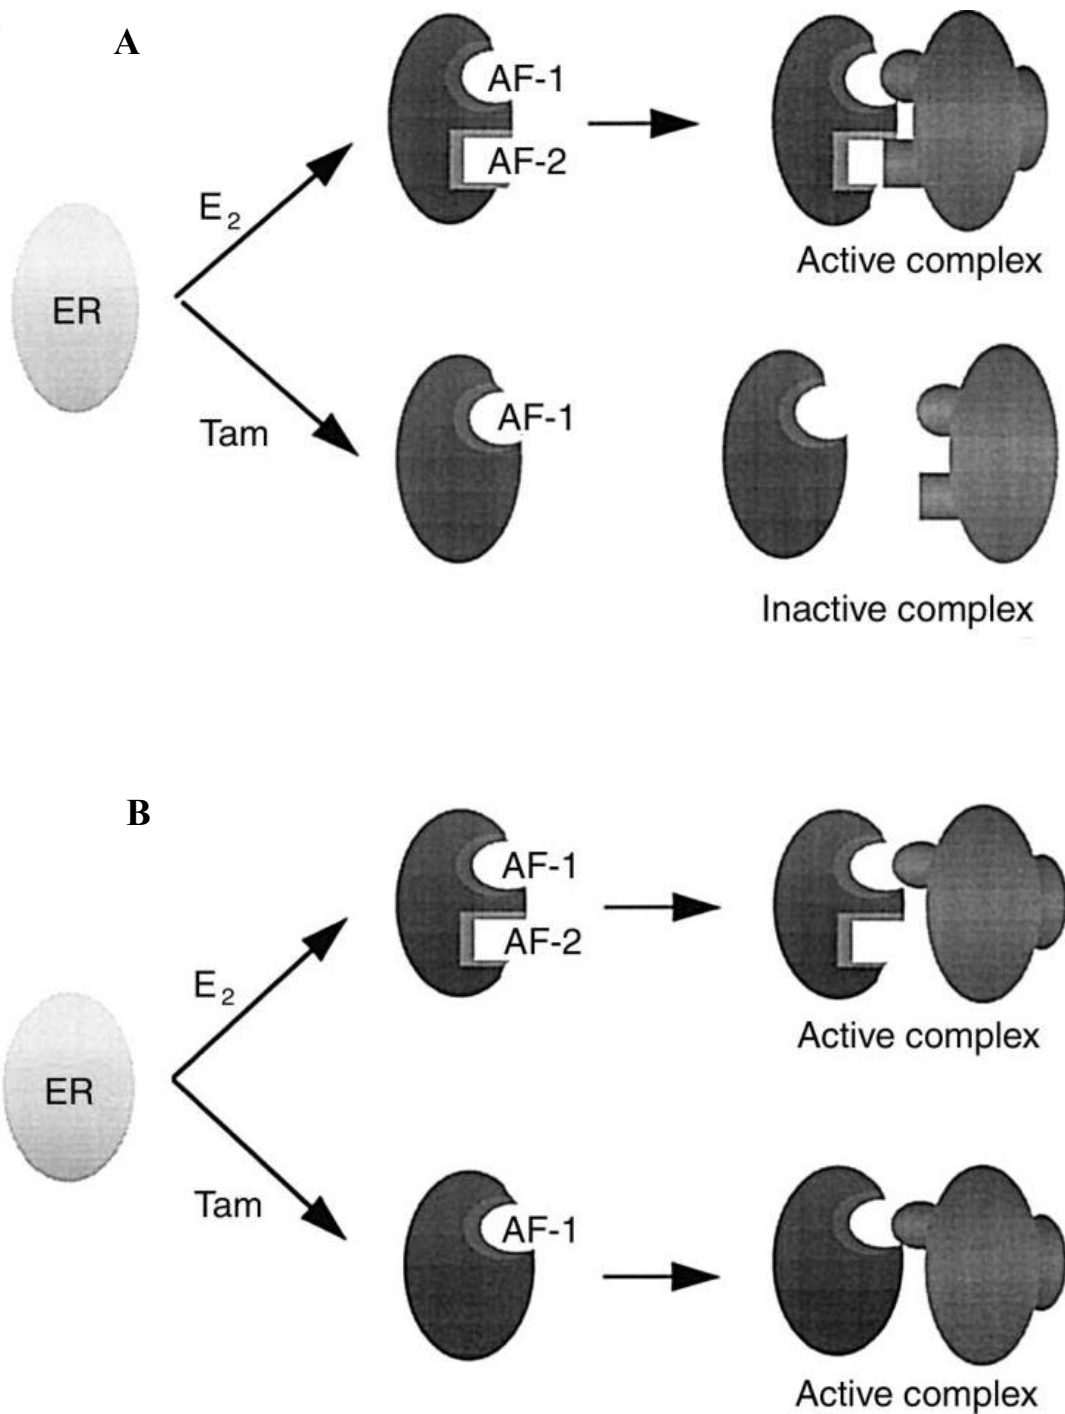 A
AF-1
AF-2
E2
ER
Active complex
Tam
AF-1
Inactive complex
B
AF-1
AF-2
E2
ER
Active complex
Tam
AF-1
Active complex